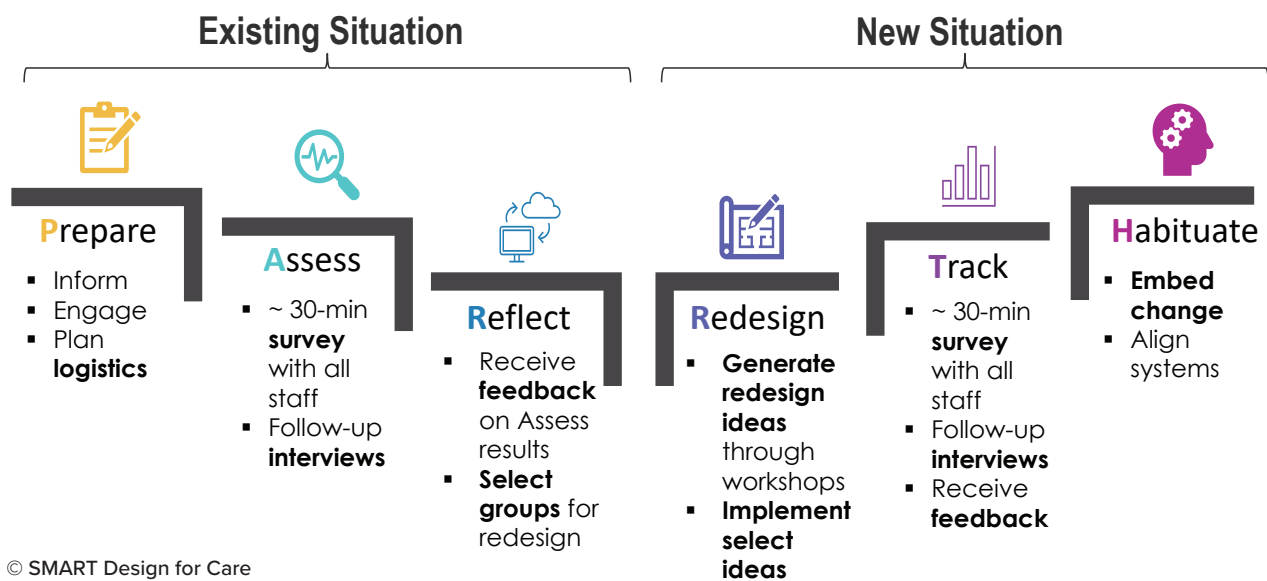 Existing Situation
New Situation
Prepare
▪ Inform
▪ Engage
▪ Plan
logistics
Assess
▪ ~ 30-min
survey
with all
staff
▪ Follow-up
interviews
Reflect
▪ Receive
feedback
on Assess
results
▪ Select
groups for
redesign
Redesign
▪ Generate
redesign
ideas
through
workshops
▪ Implement
select
ideas
Track
▪ ~ 30-min
survey
with all
staff
▪ Follow-up
interviews
▪ Receive
feedback
Habituate
▪ Embed
change
▪ Align
systems
© SMART Design for Care